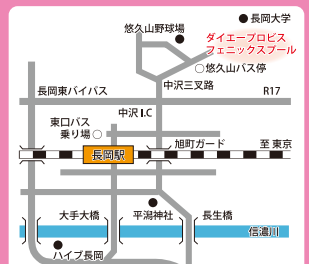 ●長岡大学
悠久山野球場
ダイエープロビス
フェニックスプール
○悠久山バス停
中沢三叉路
長岡東バイパス
R17
中沢I.C
東口バス
乗り場○
旭町ガード
至 東京
長岡駅
大手大橋
平潟神社
長生橋
信濃川
ハイブ長岡